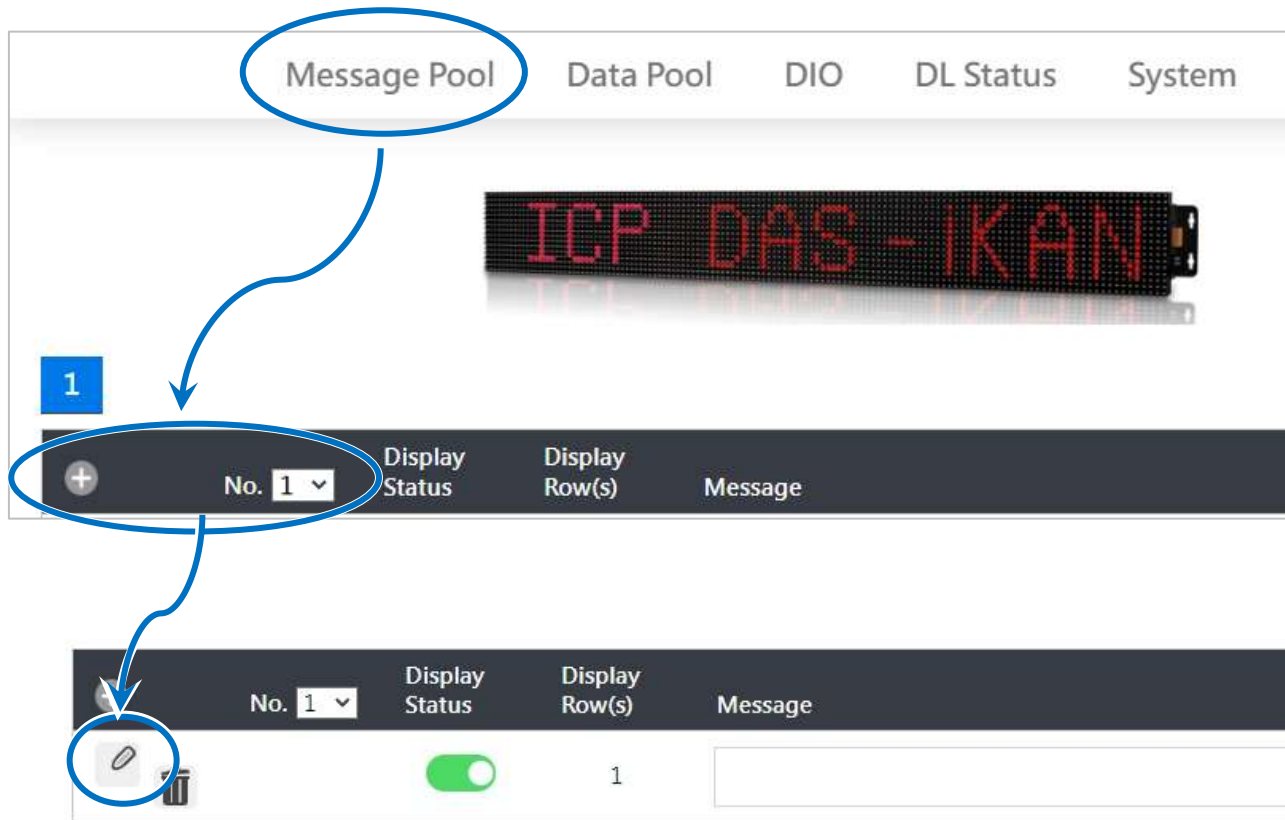 Message Pool Data Pool DIO DL Status System
ICP DAS-IKAN
1
No. 1 Display Status Display Row(s) Message
No. 1 Display Status Display Row(s) Message
1